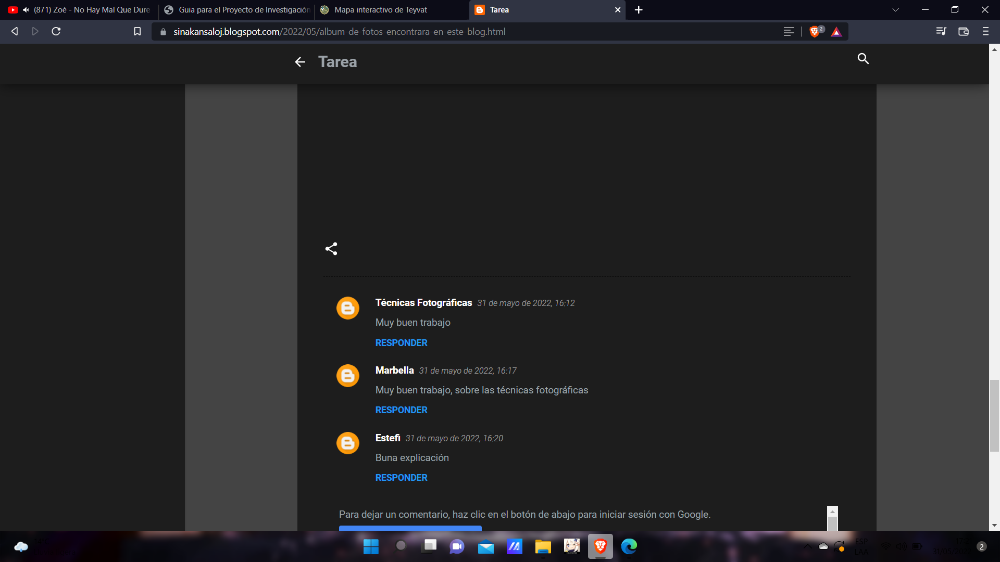 (871) Zoé - No Hay Mal Que Dure
Guia para el Proyecto de Investigación
Mapa interactivo de Teyvat
Tarea
sinakansaloj.blogspot.com/2022/05/album-de-fotos-encontrara-en-este-blog.html
2
Tarea
Técnicas Fotográficas 31 de mayo de 2022, 16:12
Muy buen trabajo
RESPONDER
Marbella 31 de mayo de 2022, 16:17
Muy buen trabajo, sobre las técnicas fotográficas
RESPONDER
Estefi 31 de mayo de 2022, 16:20
Buna explicación
RESPONDER
Para dejar un comentario, haz clic en el botón de abajo para iniciar sesión con Google.
ESP
LAA
2